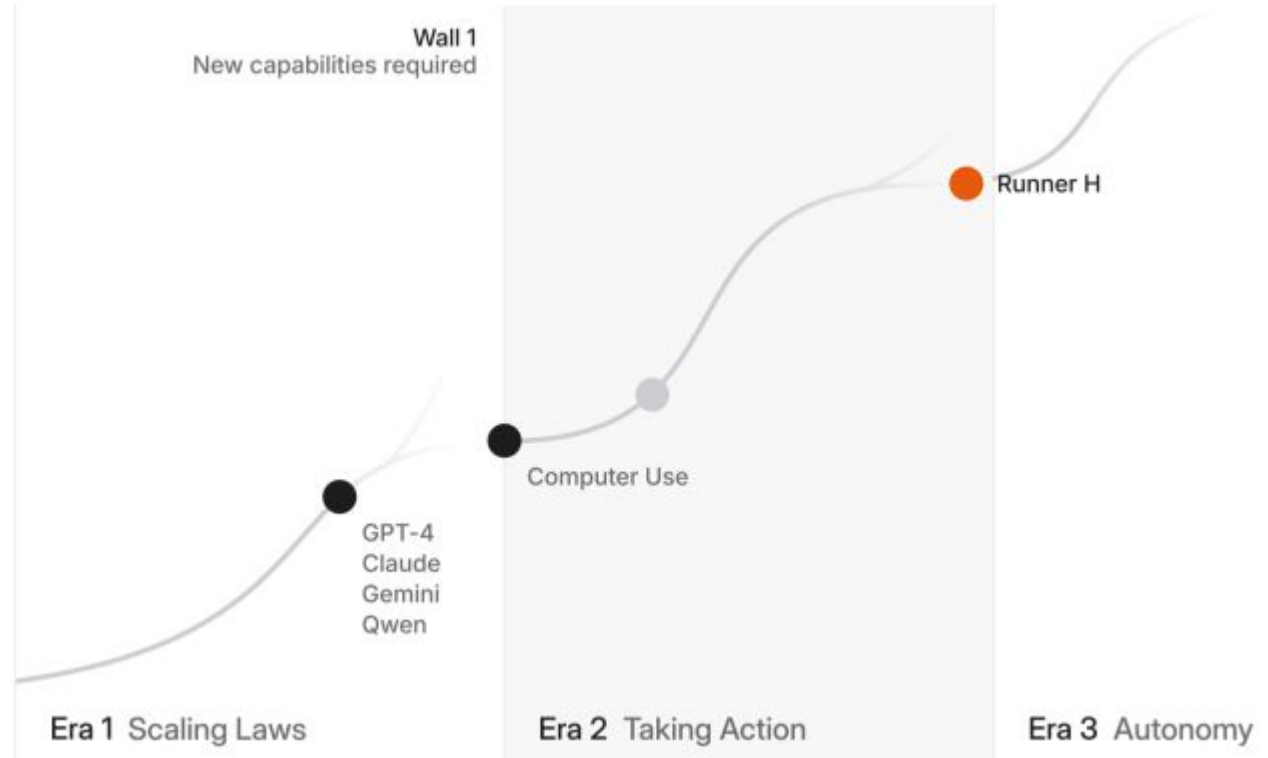 Wall 1
New capabilities required
Runner H
Computer Use
GPT-4
Claude
Gemini
Qwen
Era 1 Scaling Laws
Era 2 Taking Action
Era 3 Autonomy